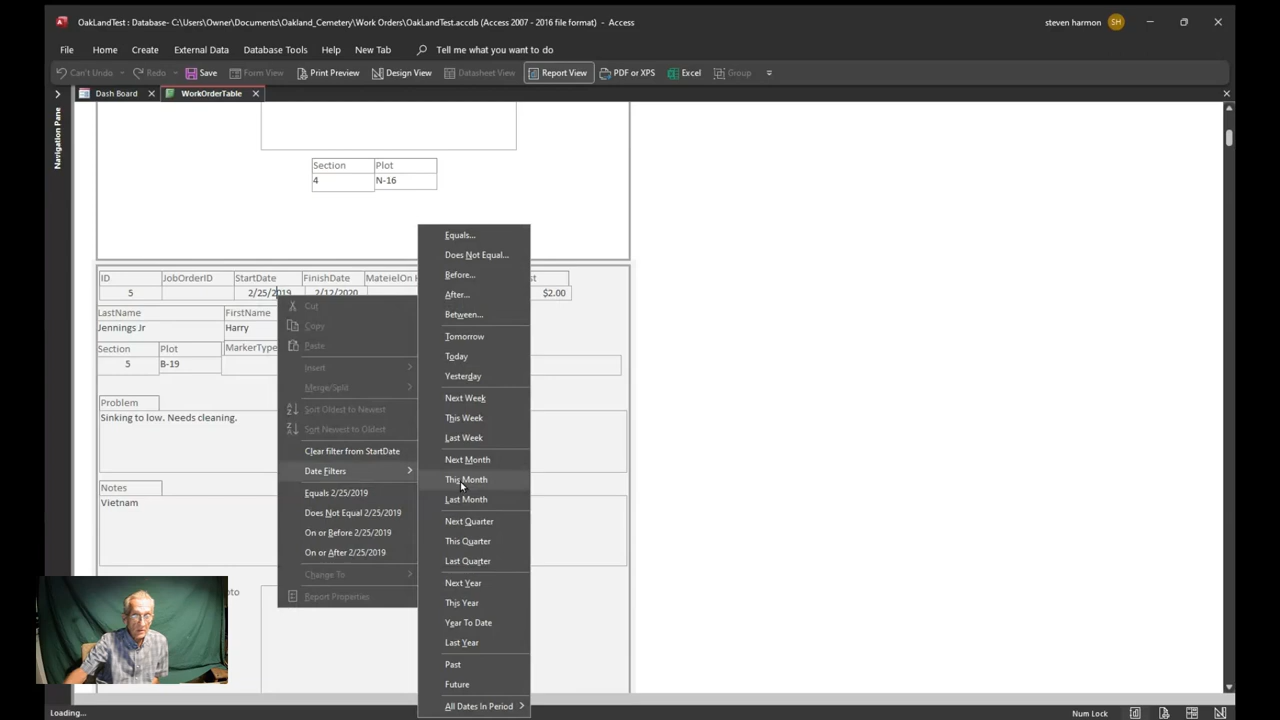 OakLandTest : Database- C:\Users\Owner\Documents\Oakland_Cemetery\Work Orders\OakLandTest.accdb (Access 2007 - 2016 file format) - Access
steven harmon SH
File Home Create External Data Database Tools Help New Tab Tell me what you want to do
Can't Undo Redo Save Form View Print Preview Design View Datasheet View Report View PDF or XPS Excel Group
Dash Board WorkOrderTable
Navigation Pane
Section Plot
4 N-16
ID JobOrderID StartDate FinishDate MateielOn
5 2/25/2019 2/12/2020 $2.00
LastName FirstName
Jennings Jr Harry
Section Plot MarkerType
5 B-19
Problem
Sinking to low. Needs cleaning.
Notes
Vietnam
Cut
Copy
Paste
Insert
Merge/Split
Sort Oldest to Newest
Sort Newest to Oldest
Clear filter from StartDate
Date Filters
Equals 2/25/2019
Does Not Equal 2/25/2019
On or Before 2/25/2019
On or After 2/25/2019
Change To
Report Properties
Equals...
Does Not Equal...
Before...
After...
Between...
Tomorrow
Today
Yesterday
Next Week
This Week
Last Week
Next Month
This Month
Last Month
Next Quarter
This Quarter
Last Quarter
Next Year
This Year
Year To Date
Last Year
Past
Future
All Dates In Period
Loading...
Num Lock